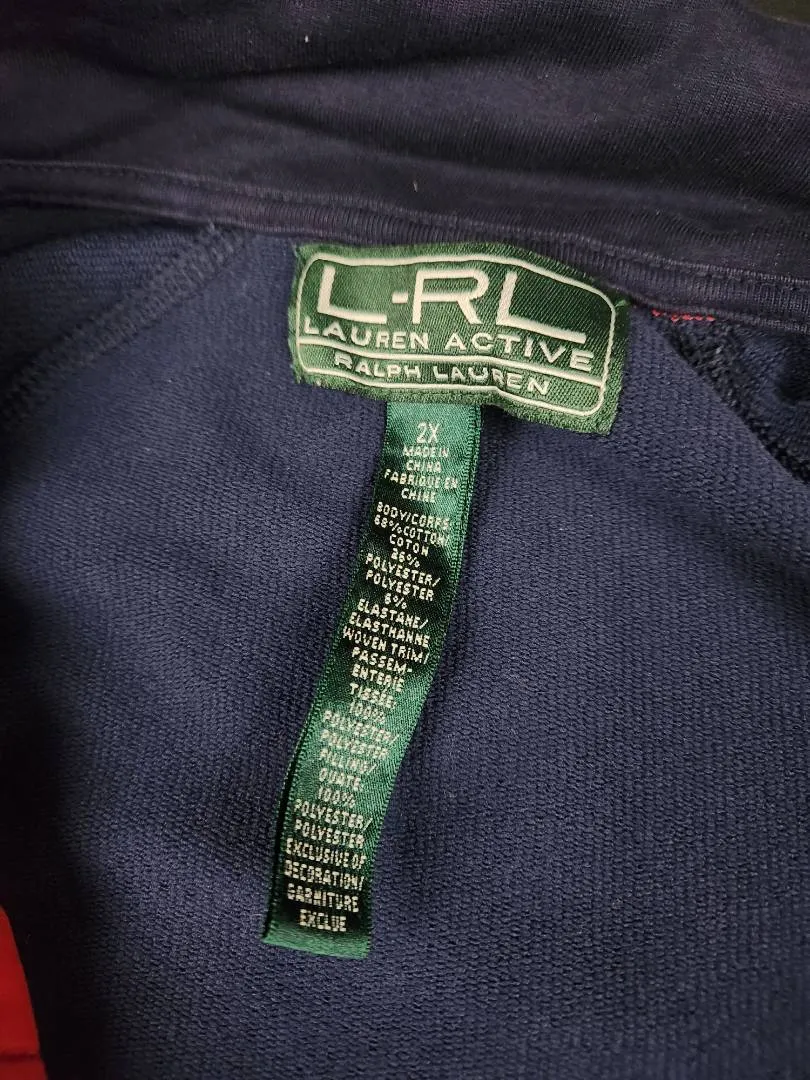 L-RL
LAUREN ACTIVE
RALPH LAUREN
2X
MADE IN
CHINA
FABRIQUE EN
CHINE
BODY/CORPS
68% COTTON/
COTON
26%
POLYESTER/
POLYESTER
6%
ELASTANE/
ELASTHANNE
WOVEN TRIM/
PASSEM-
ENTERIE
TISSÉE
100%
POLYESTER/
POLYESTER
FILLING/
OUATE
100%
POLYESTER/
POLYESTER
EXCLUSIVE OF
DECORATION/
GARNITURE
EXCLUE